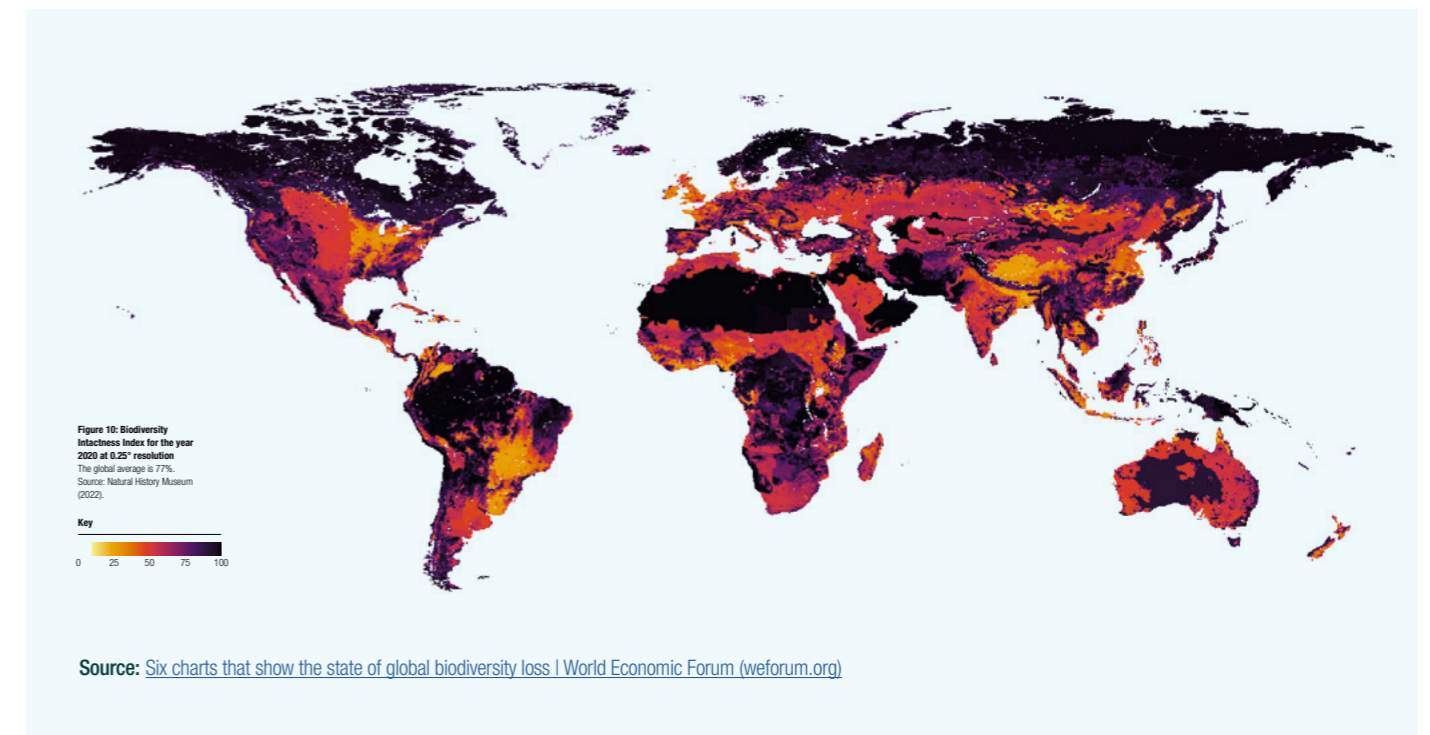 Figure 10: Biodiversity
Intactness Index for the year
2020 at 0.25° resolution
The global average is 77%.
Source: Natural History Museum
(2022).
Key
0 25 50 75 100
Source: Six charts that show the state of global biodiversity loss | World Economic Forum (weforum.org)